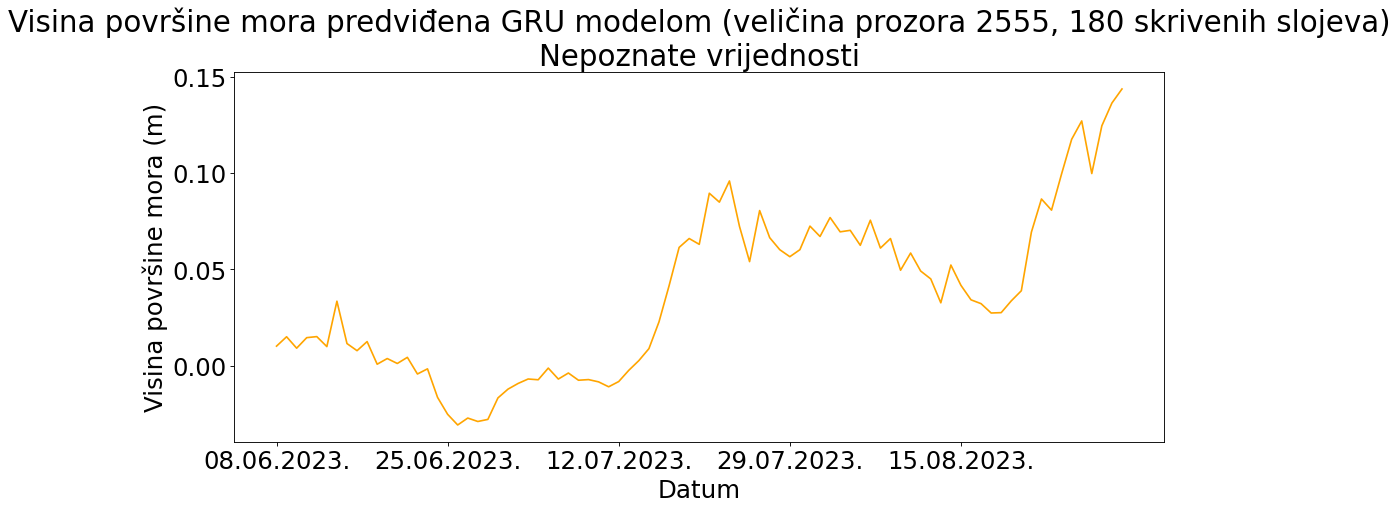 Visina površine mora predviđena GRU modelom (veličina prozora 2555, 180 skrivenih slojeva)
Nepoznate vrijednosti
Visina površine mora (m)
0.15
0.10
0.05
0.00
08.06.2023.
25.06.2023.
12.07.2023.
29.07.2023.
15.08.2023.
Datum